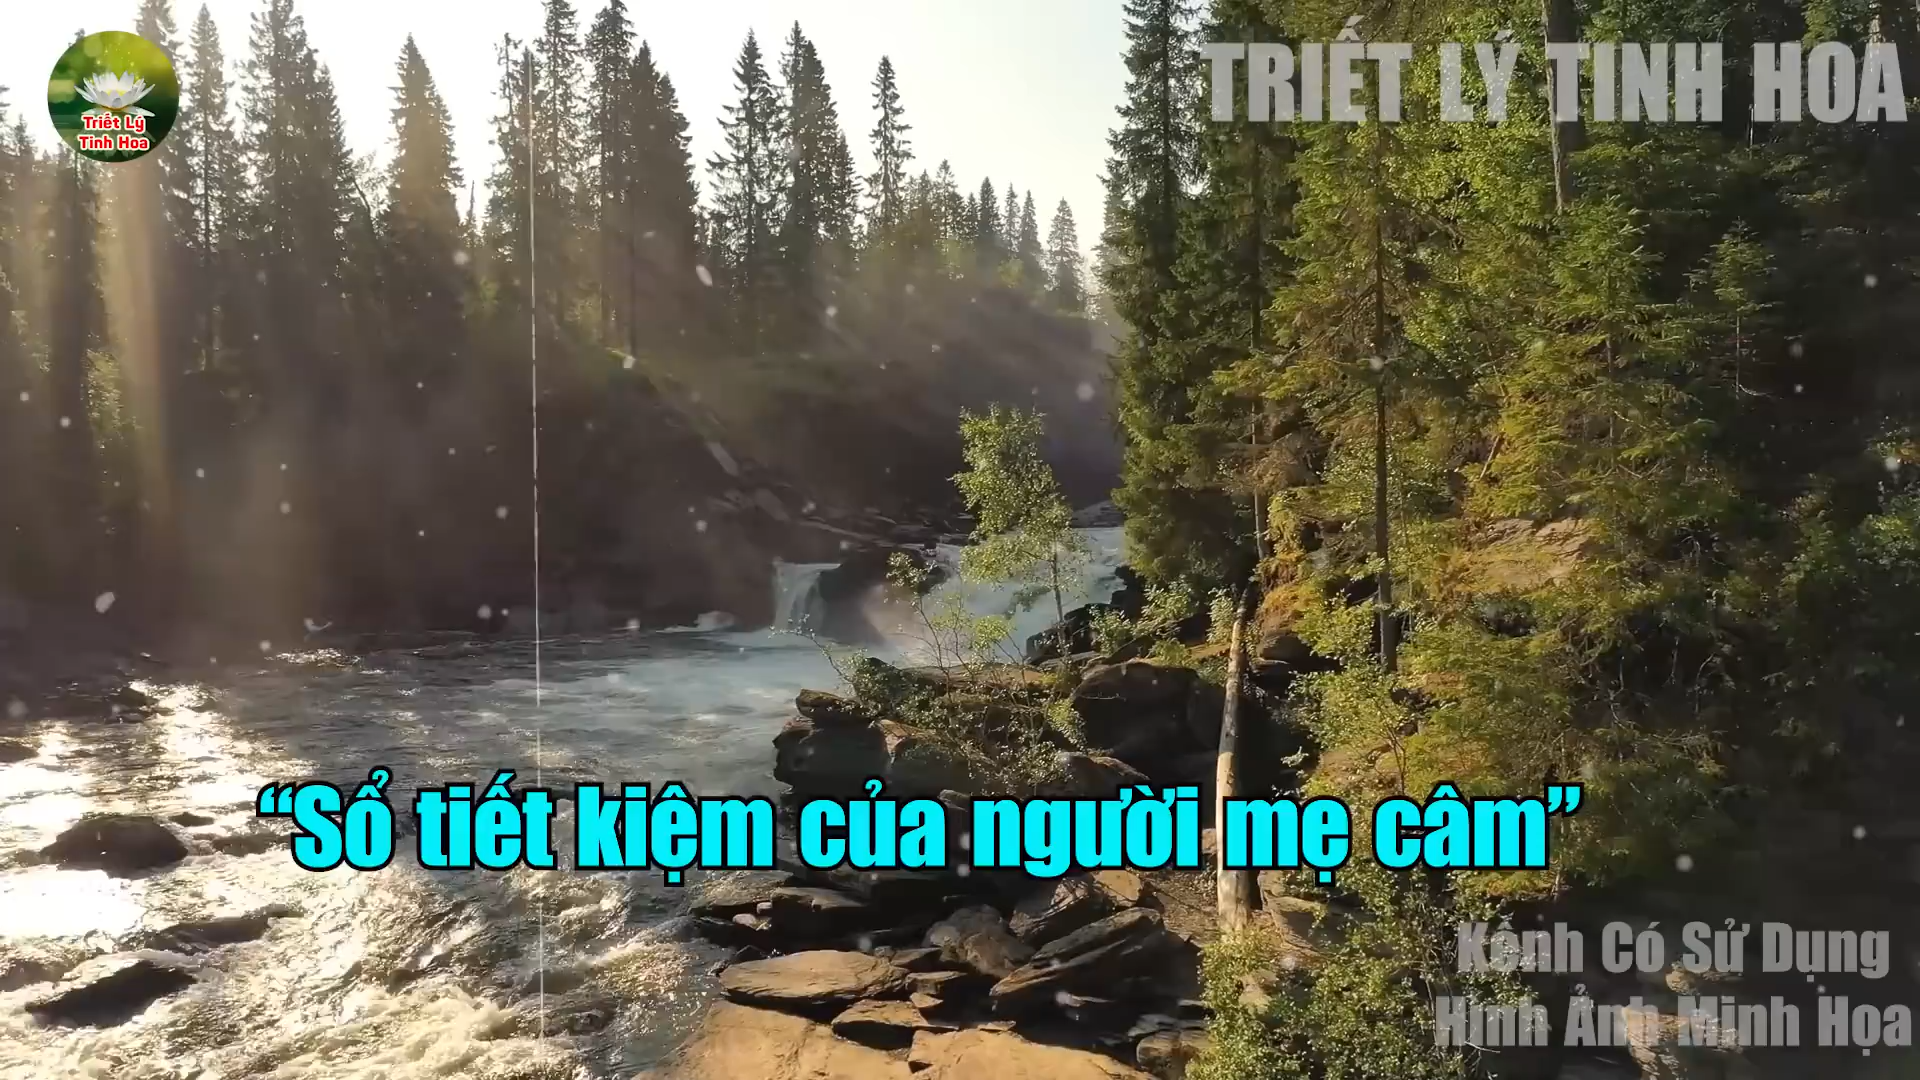 Triết Lý
Tinh Hoa
TRIẾT LÝ TINH HOA
“Sổ tiết kiệm của người mẹ câm”
Kênh Có Sử Dụng
Hình Ảnh Minh Họa